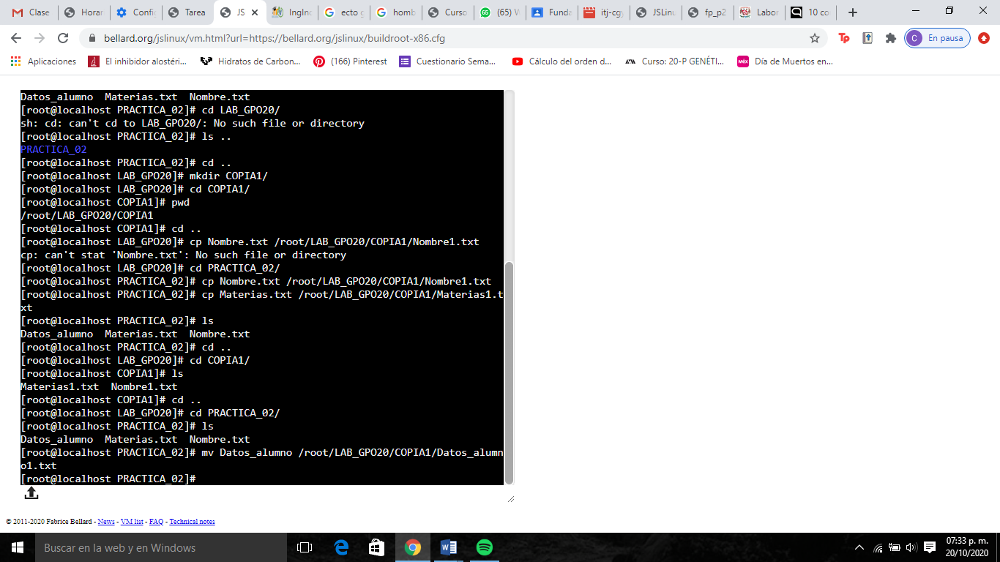 Clase
Horar
Config
Tarea
JS
IngInd
ecto g
homb
Curso
(65) W
Funda
itj-cgy
JSLinu
fp_p2
Labor
10 co
bellard.org/jslinux/vm.html?url=https://bellard.org/jslinux/buildroot-x86.cfg
Tp
C En pausa
Aplicaciones
El inhibidor alostéri...
Hidratos de Carbon...
(166) Pinterest
Cuestionario Sema...
Cálculo del orden d...
Curso: 20-P GENÉTI...
Día de Muertos en...
Datos_alumno  Materias.txt  Nombre.txt
[root@localhost PRACTICA_02]# cd LAB_GPO20/
sh: cd: can't cd to LAB_GPO20/: No such file or directory
[root@localhost PRACTICA_02]# ls ..
PRACTICA_02
[root@localhost PRACTICA_02]# cd ..
[root@localhost LAB_GPO20]# mkdir COPIA1/
[root@localhost LAB_GPO20]# cd COPIA1/
[root@localhost COPIA1]# pwd
/root/LAB_GPO20/COPIA1
[root@localhost COPIA1]# cd ..
[root@localhost LAB_GPO20]# cp Nombre.txt /root/LAB_GPO20/COPIA1/Nombre1.txt
cp: can't stat 'Nombre.txt': No such file or directory
[root@localhost LAB_GPO20]# cd PRACTICA_02/
[root@localhost PRACTICA_02]# cp Nombre.txt /root/LAB_GPO20/COPIA1/Nombre1.txt
[root@localhost PRACTICA_02]# cp Materias.txt /root/LAB_GPO20/COPIA1/Materias1.t
xt
[root@localhost PRACTICA_02]# ls
Datos_alumno  Materias.txt  Nombre.txt
[root@localhost PRACTICA_02]# cd ..
[root@localhost LAB_GPO20]# cd COPIA1/
[root@localhost COPIA1]# ls
Materias1.txt  Nombre1.txt
[root@localhost COPIA1]# cd ..
[root@localhost LAB_GPO20]# cd PRACTICA_02/
[root@localhost PRACTICA_02]# ls
Datos_alumno  Materias.txt  Nombre.txt
[root@localhost PRACTICA_02]# mv Datos_alumno /root/LAB_GPO20/COPIA1/Datos_alumn
o1.txt
[root@localhost PRACTICA_02]#
© 2011-2020 Fabrice Bellard - News - VM list - FAQ - Technical notes
Buscar en la web y en Windows
07:33 p. m.
20/10/2020